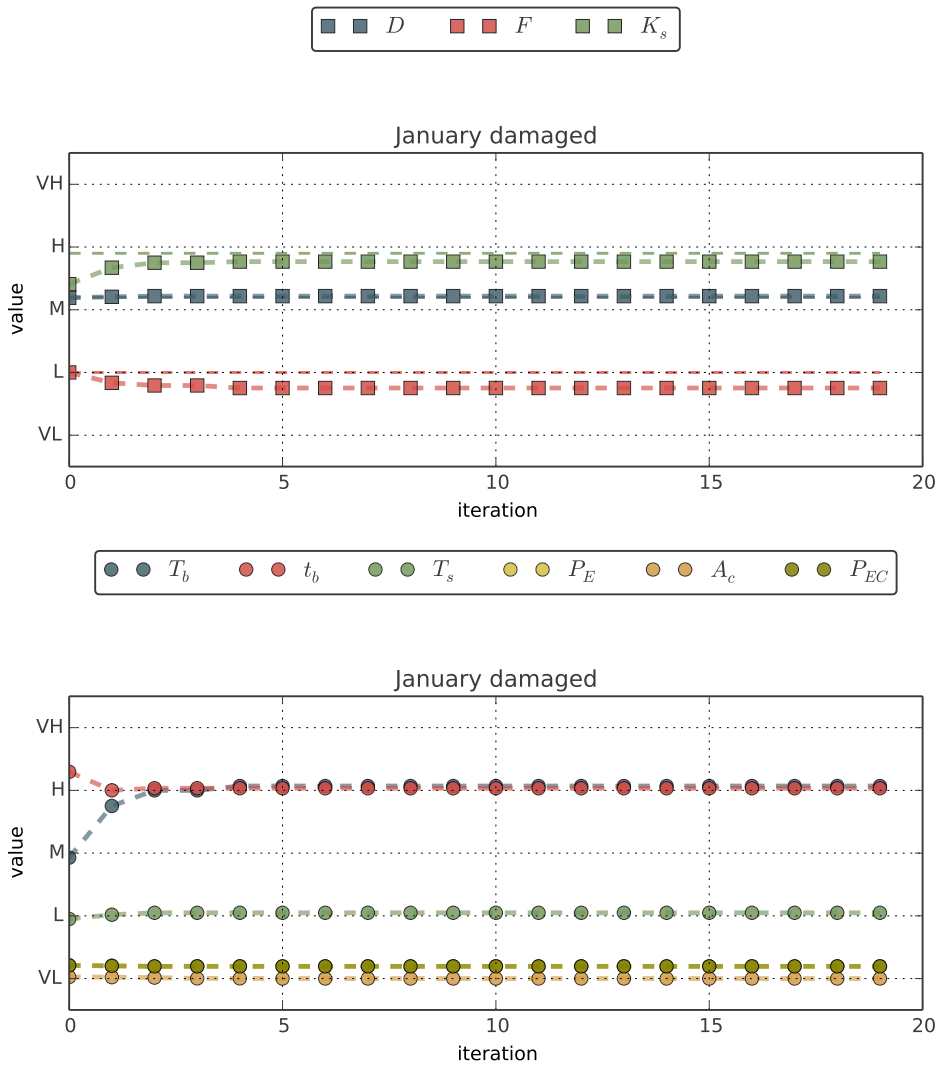 D F K_s
January damaged
VH
H
M
L
VL
value
0 5 10 15 20
iteration
T_b t_b T_s P_E A_c P_EC
January damaged
VH
H
M
L
VL
value
0 5 10 15 20
iteration